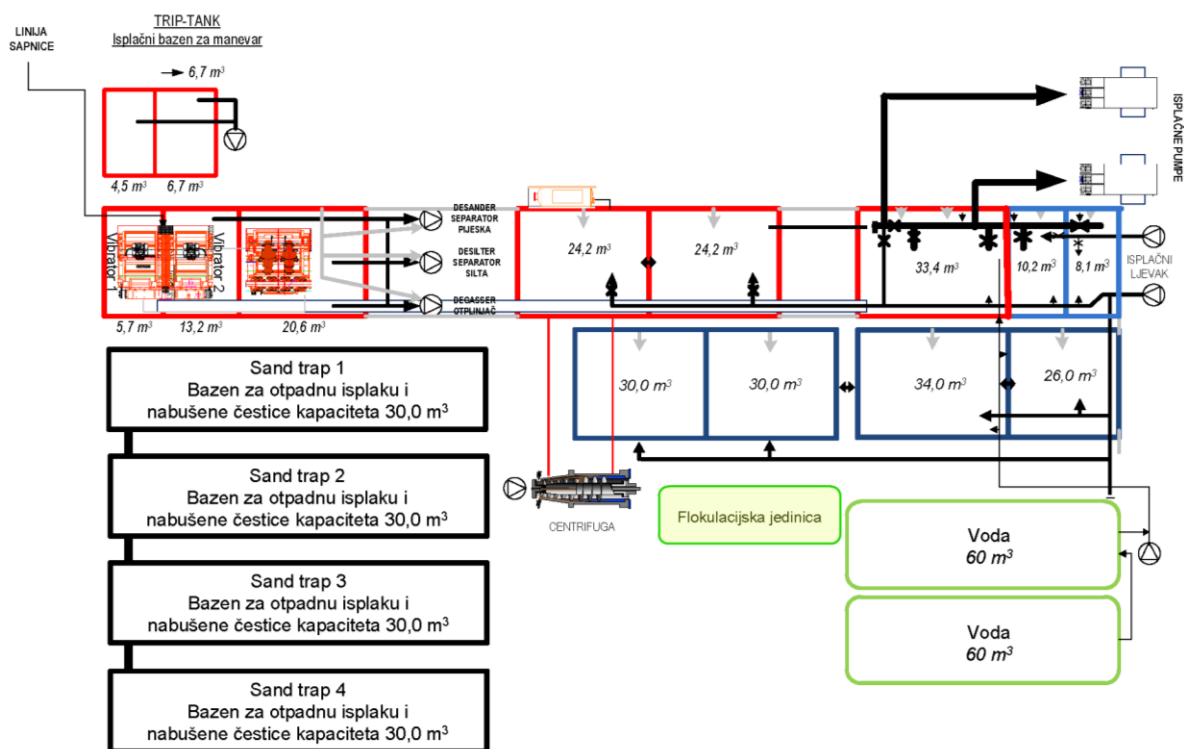 LINIJA
SAPNICE
TRIP-TANK
Isplačni bazen za manevar
6,7 m³
4,5 m³
6,7 m³
ISPLAČNE PUMPE
Vibrator 1
Vibrator 2
DESANDER
SEPARATOR
PIJESKA
DESILTER
SEPARATOR
SILTA
DEGASSER
OTPLINJAČ
24,2 m³
24,2 m³
33,4 m³
10,2 m³
8,1 m³
ISPLAČNI
LJEVAK
5,7 m³
13,2 m³
20,6 m³
30,0 m³
30,0 m³
34,0 m³
26,0 m³
Sand trap 1
Bazen za otpadnu isplaku i
nabušene čestice kapaciteta 30,0 m³
Sand trap 2
Bazen za otpadnu isplaku i
nabušene čestice kapaciteta 30,0 m³
Sand trap 3
Bazen za otpadnu isplaku i
nabušene čestice kapaciteta 30,0 m³
Sand trap 4
Bazen za otpadnu isplaku i
nabušene čestice kapaciteta 30,0 m³
CENTRIFUGA
Flokulacijska jedinica
Voda
60 m³
Voda
60 m³